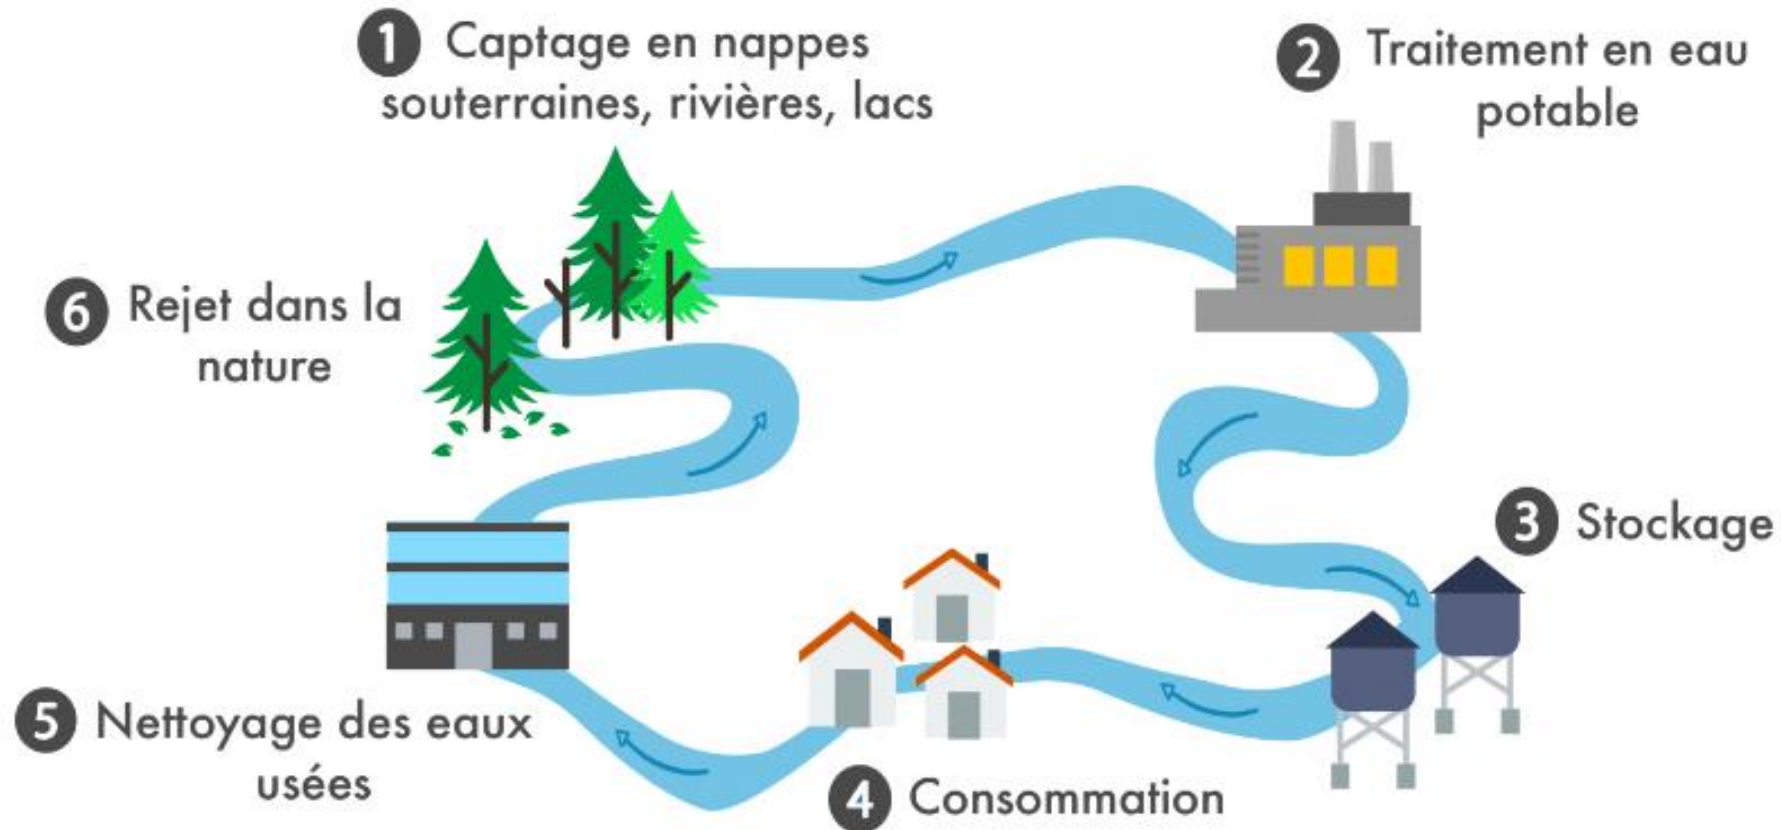 1 Captage en nappes
souterraines, rivières, lacs
2 Traitement en eau
potable
3 Stockage
4 Consommation
5 Nettoyage des eaux
usées
6 Rejet dans la
nature